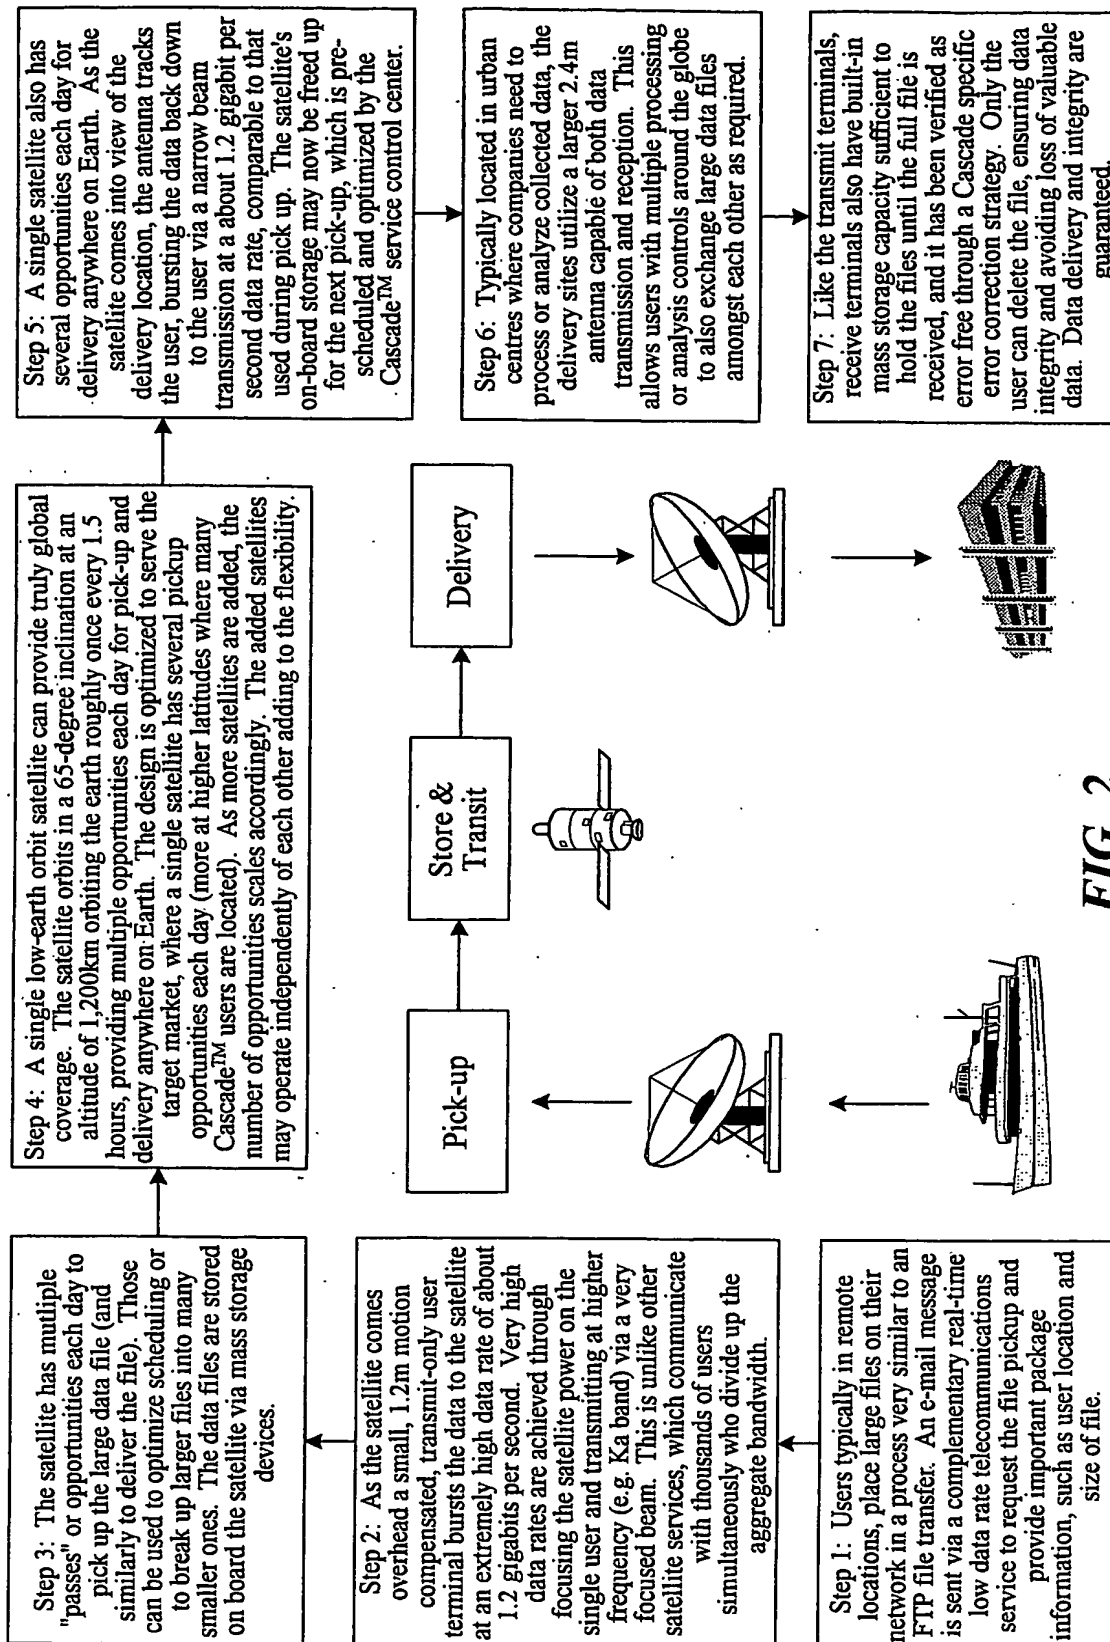 Step 1: Users typically in remote
locations, place large files on their
network in a process very similar to an
FTP file transfer. An e-mail message
is sent via a complementary real-time
low data rate telecommunications
service to request the file pickup and
provide important package
information, such as user location and
size of file.
Step 2: As the satellite comes
overhead a small, 1.2m motion
compensated, transmit-only user
terminal bursts the data to the satellite
at an extremely high data rate of about
1.2 gigabits per second. Very high
data rates are achieved through
focusing the satellite power on the
single user and transmitting at higher
frequency (e.g. Ka band) via a very
focused beam. This is unlike other
satellite services, which communicate
with thousands of users
simultaneously who divide up the
aggregate bandwidth.
Step 3: The satellite has mutliple
"passes" or opportunities each day to
pick up the large data file (and
similarly to deliver the file). Those
can be used to optimize scheduling or
to break up larger files into many
smaller ones. The data files are stored
on board the satellite via mass storage
devices.
Step 4: A single low-earth orbit satellite can provide truly global
coverage. The satellite orbits in a 65-degree inclination at an
altitude of 1,200km orbiting the earth roughly once every 1.5
hours, providing multiple opportunities each day for pick-up and
delivery anywhere on Earth. The design is optimized to serve the
target market, where a single satellite has several pickup
opportunities each day (more at higher latitudes where many
Cascade™ users are located). As more satellites are added, the
number of opportunities scales accordingly. The added satellites
may operate independently of each other adding to the flexibility.
Step 5: A single satellite also has
several opportunities each day for
delivery anywhere on Earth. As the
satellite comes into view of the
delivery location, the antenna tracks
the user, bursting the data back down
to the user via a narrow beam
transmission at a about 1.2 gigabit per
second data rate, comparable to that
used during pick up. The satellite's
on-board storage may now be freed up
for the next pick-up, which is pre-
scheduled and optimized by the
Cascade™ service control center.
Step 6: Typically located in urban
centres where companies need to
process or analyze collected data, the
delivery sites utilize a larger 2.4m
antenna capable of both data
transmission and reception. This
allows users with multiple processing
or analysis controls around the globe
to also exchange large data files
amongst each other as required.
Step 7: Like the transmit terminals,
receive terminals also have built-in
mass storage capacity sufficient to
hold the files until the full file is
received, and it has been verified as
error free through a Cascade specific
error correction strategy. Only the
user can delete the file, ensuring data
integrity and avoiding loss of valuable
data. Data delivery and integrity are
guaranteed.
Pick-up
Store &
Transit
Delivery
FIG. 2